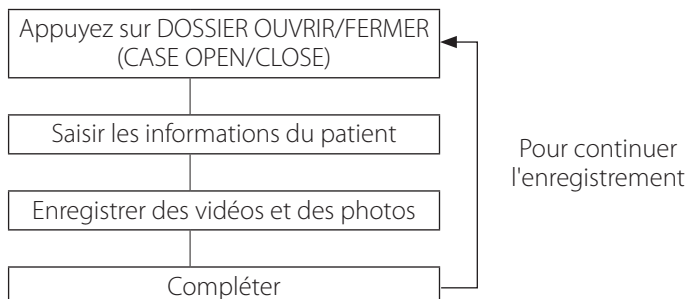 Appuyez sur DOSSIER OUVRIR/FERMER
(CASE OPEN/CLOSE)
Saisir les informations du patient
Pour continuer
l'enregistrement
Enregistrer des vidéos et des photos
Compléter